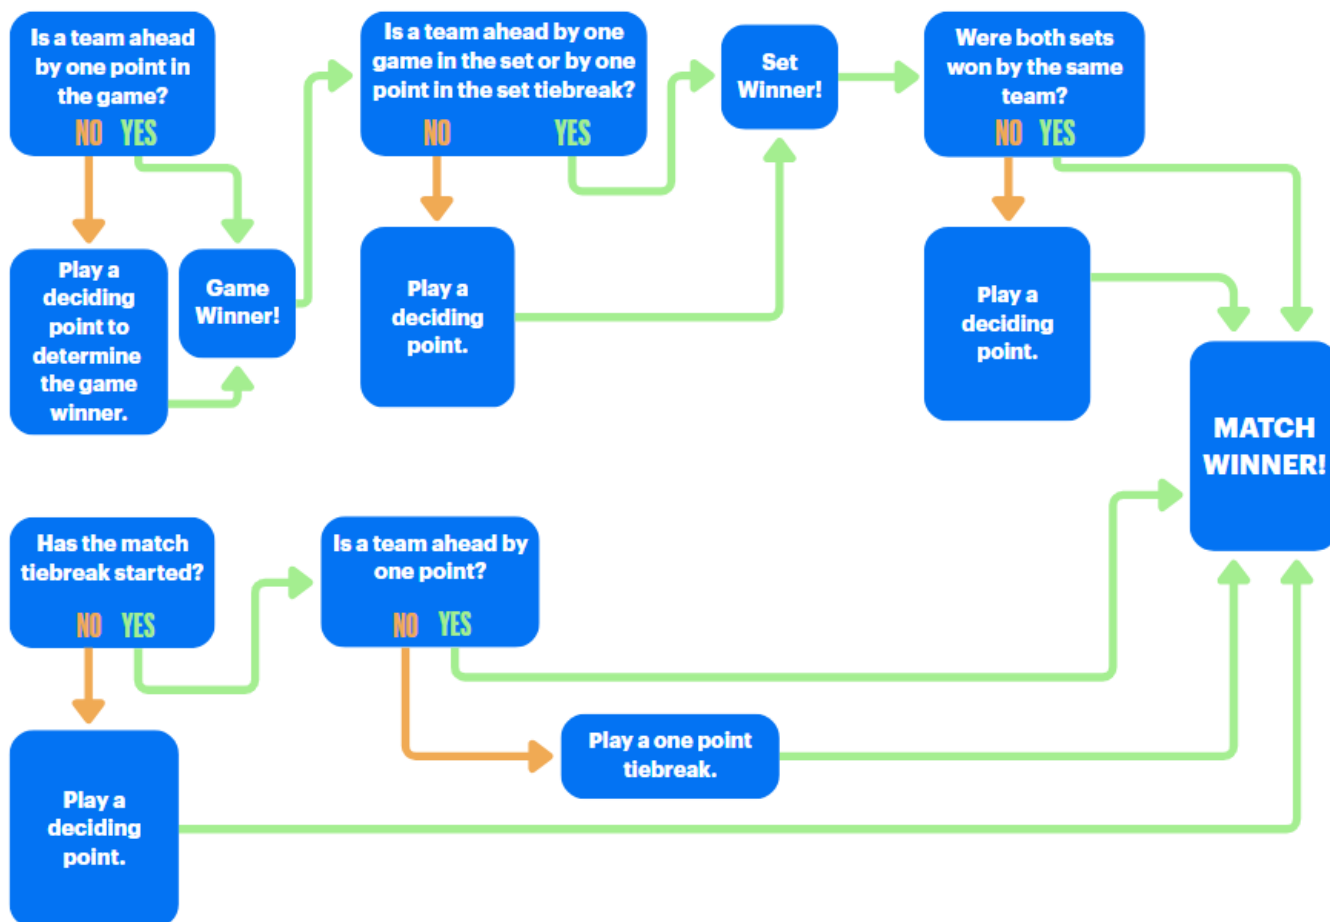 Is a team ahead
by one point in
the game?
NO YES
Play a
deciding
point to
determine
the game
winner.
Game
Winner!
Is a team ahead by one
game in the set or by one
point in the set tiebreak?
NO YES
Play a
deciding
point.
Set
Winner!
Were both sets
won by the same
team?
NO YES
Play a
deciding
point.
MATCH
WINNER!
Has the match
tiebreak started?
NO YES
Play a
deciding
point.
Is a team ahead by
one point?
NO YES
Play a one point
tiebreak.